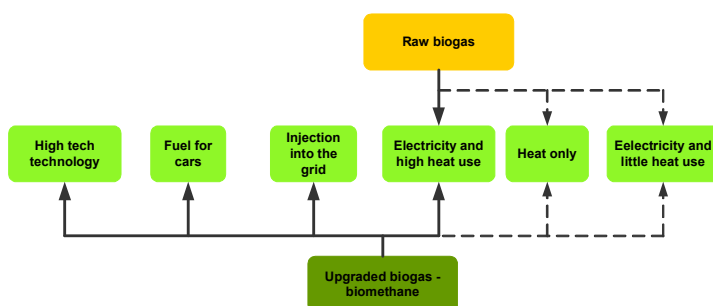 Raw biogas
High tech
technology
Fuel for
cars
Injection
into the
grid
Electricity and
high heat use
Heat only
Eelectricity and
little heat use
Upgraded biogas -
biomethane